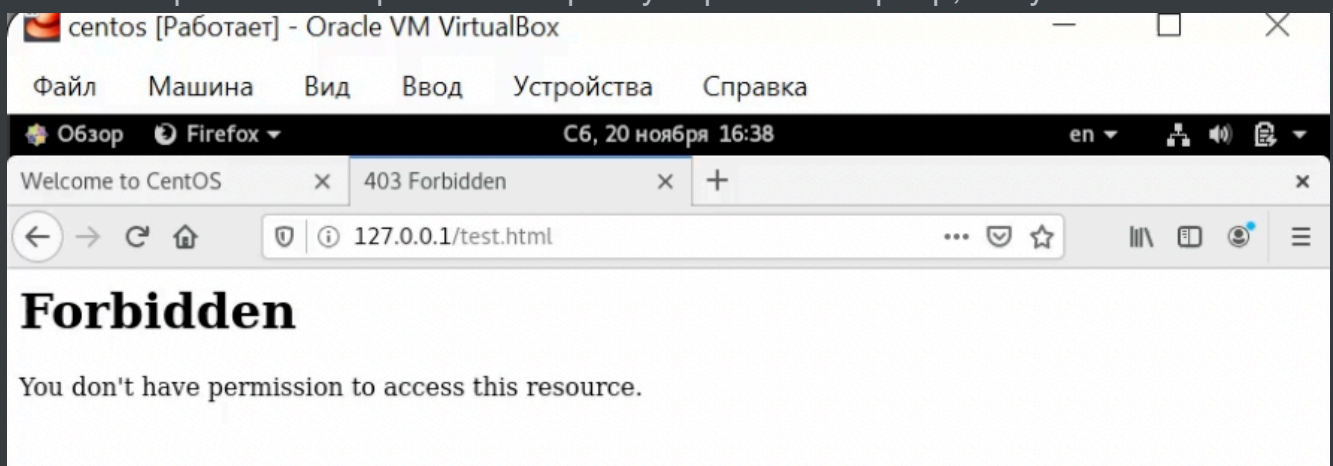 centos [Работает] - Oracle VM VirtualBox
Файл Машина Вид Ввод Устройства Справка
Обзор Firefox Сб, 20 ноября 16:38 en
Welcome to CentOS 403 Forbidden
127.0.0.1/test.html
Forbidden
You don't have permission to access this resource.